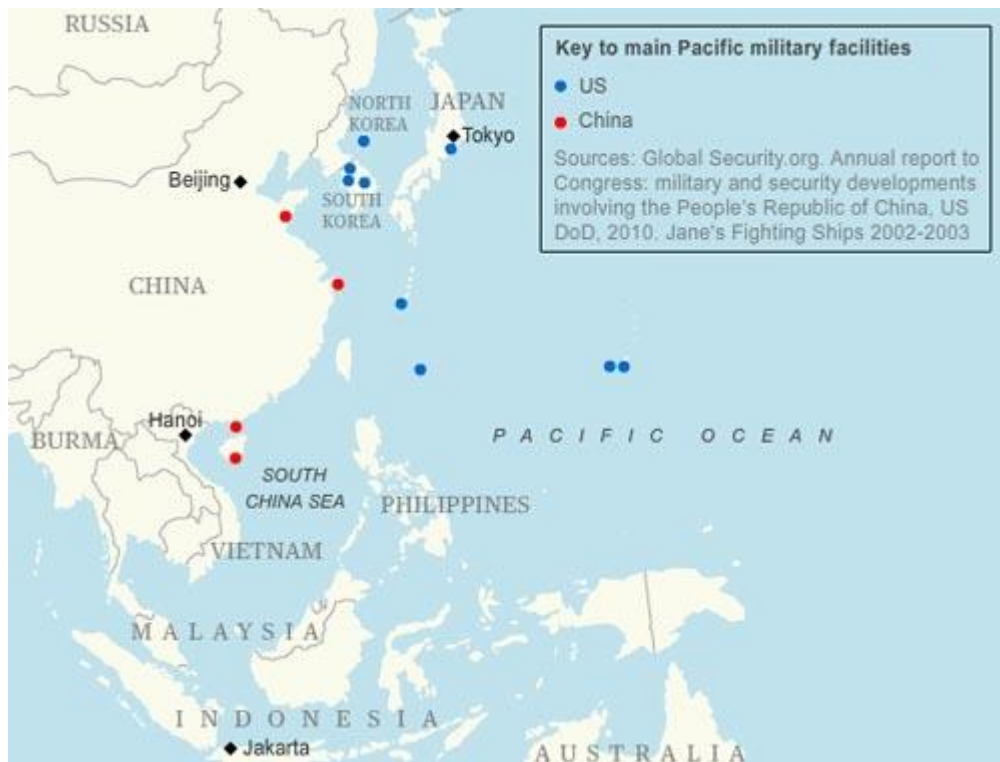 RUSSIA
Key to main Pacific military facilities
US
China
Sources: Global Security.org. Annual report to
Congress: military and security developments
involving the People's Republic of China, US
DoD, 2010. Jane's Fighting Ships 2002-2003
NORTH
KOREA
JAPAN
Tokyo
Beijing
SOUTH
KOREA
CHINA
Hanoi
BURMA
PACIFIC OCEAN
SOUTH
CHINA SEA
PHILIPPINES
VIETNAM
MALAYSIA
INDONESIA
Jakarta
AUSTRALIA